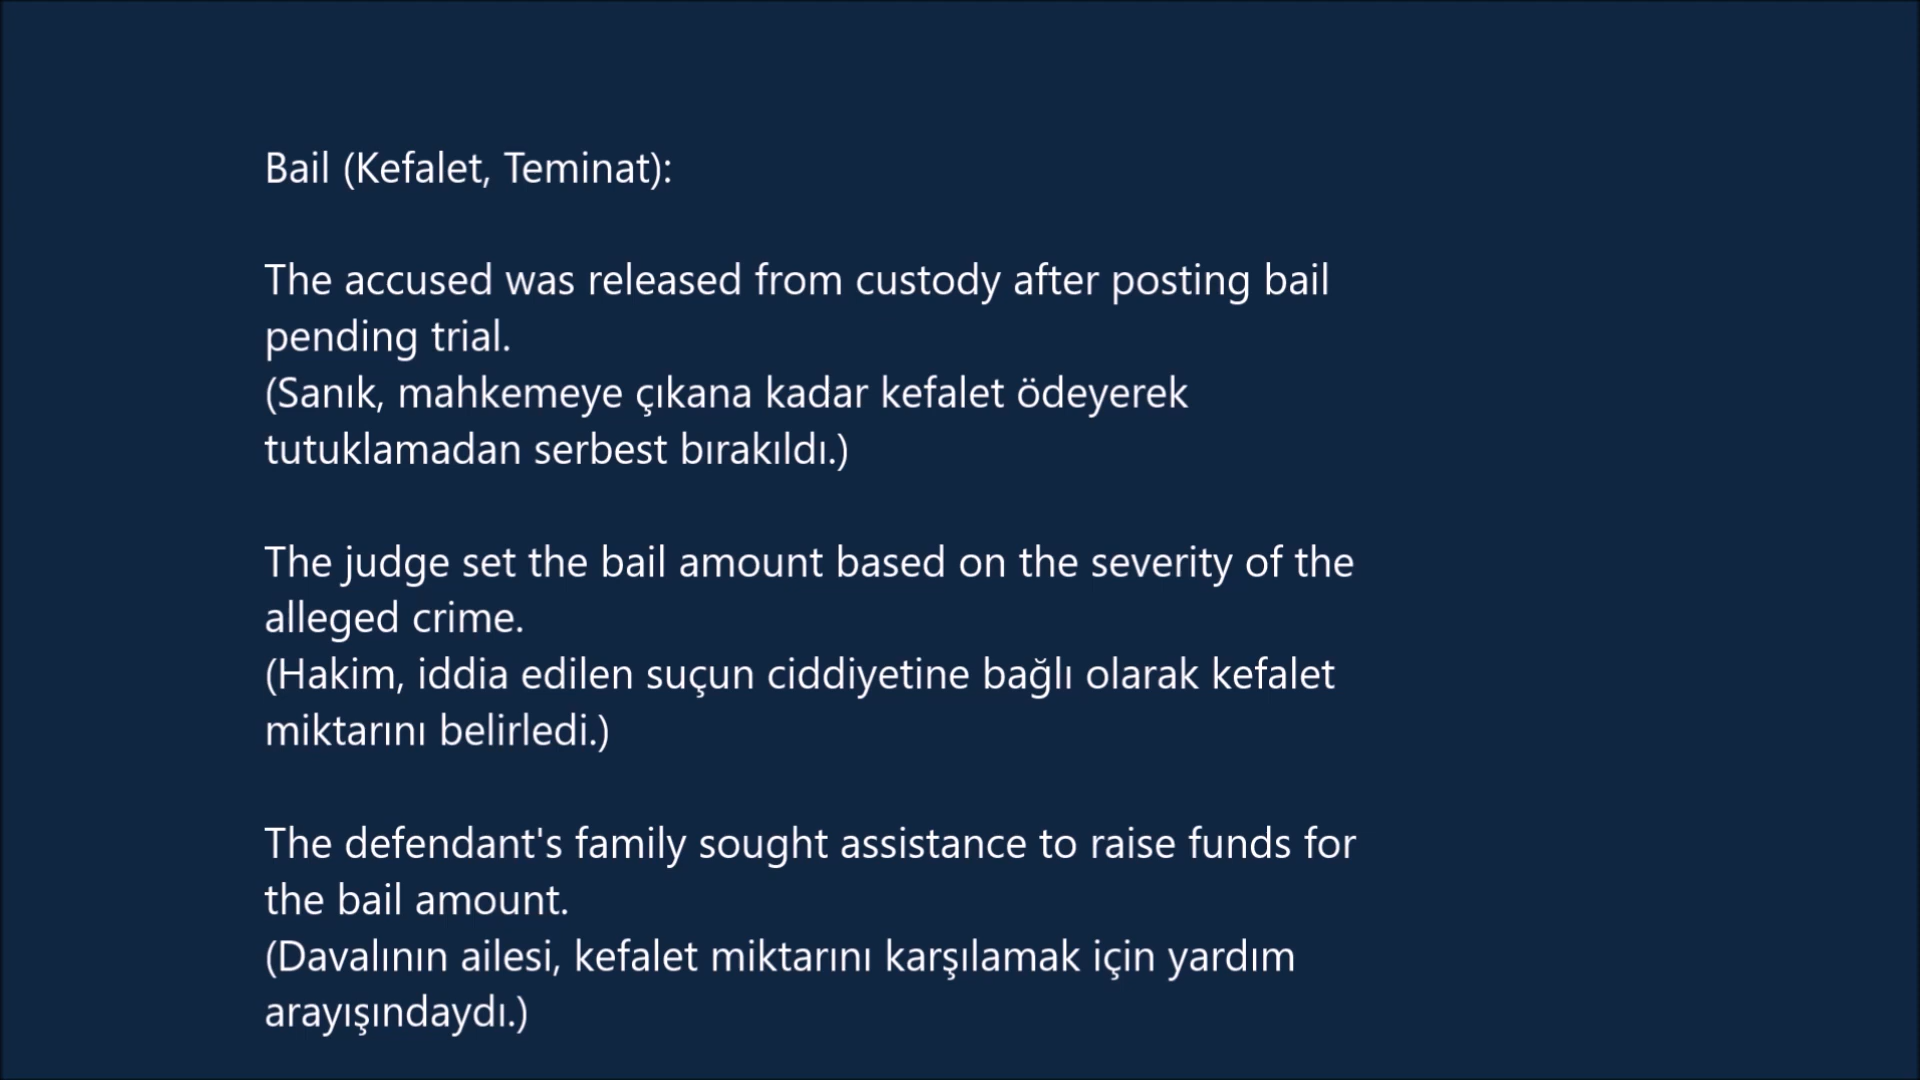 Bail (Kefalet, Teminat):
The accused was released from custody after posting bail
pending trial.
(Sanık, mahkemeye çıkana kadar kefalet ödeyerek
tutuklamadan serbest bırakıldı.)
The judge set the bail amount based on the severity of the
alleged crime.
(Hakim, iddia edilen suçun ciddiyetine bağlı olarak kefalet
miktarını belirledi.)
The defendant's family sought assistance to raise funds for
the bail amount.
(Davalının ailesi, kefalet miktarını karşılamak için yardım
arayışındaydı.)